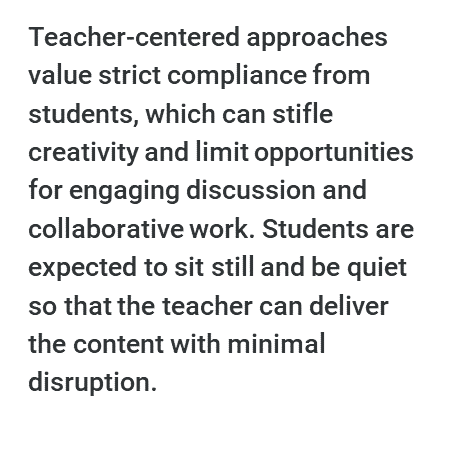 Teacher-centered approaches
value strict compliance from
students, which can stifle
creativity and limit opportunities
for engaging discussion and
collaborative work. Students are
expected to sit still and be quiet
so that the teacher can deliver
the content with minimal
disruption.